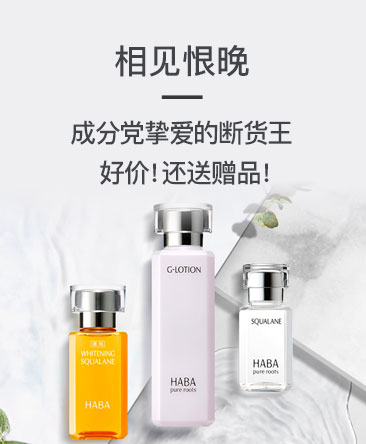 相见恨晚
成分党挚爱的断货王
好价！还送赠品！
G-LOTION
SQUALANE
WHITENING
SQUALANE
HABA
HABA
pure roots
HABA
pure roots